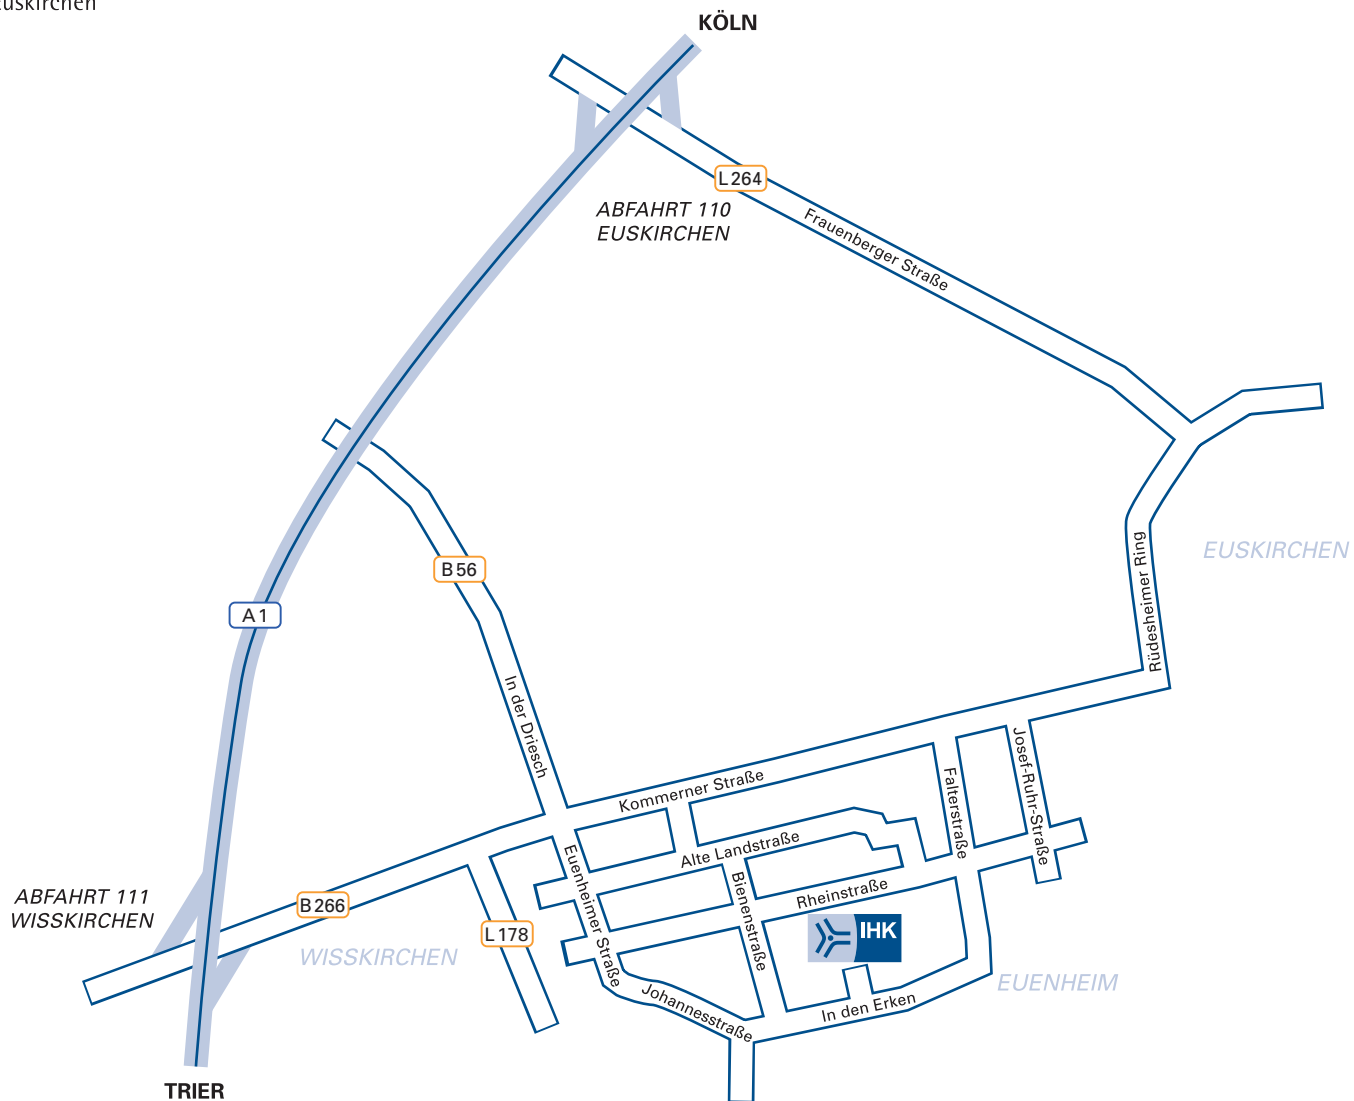 Euskirchen
KÖLN
L 264
ABFAHRT 110
EUSKIRCHEN
Frauenberger Straße
EUSKIRCHEN
B 56
Rüdesheimer Ring
A 1
In der Driesch
Kommerner Straße
Josef-Ruhr-Straße
Falterstraße
Alte Landstraße
Euenheimer Straße
Bienenstraße
Rheinstraße
ABFAHRT 111
WISSKIRCHEN
B 266
L 178
IHK
WISSKIRCHEN
EUENHEIM
Johannesstraße
In den Erken
TRIER